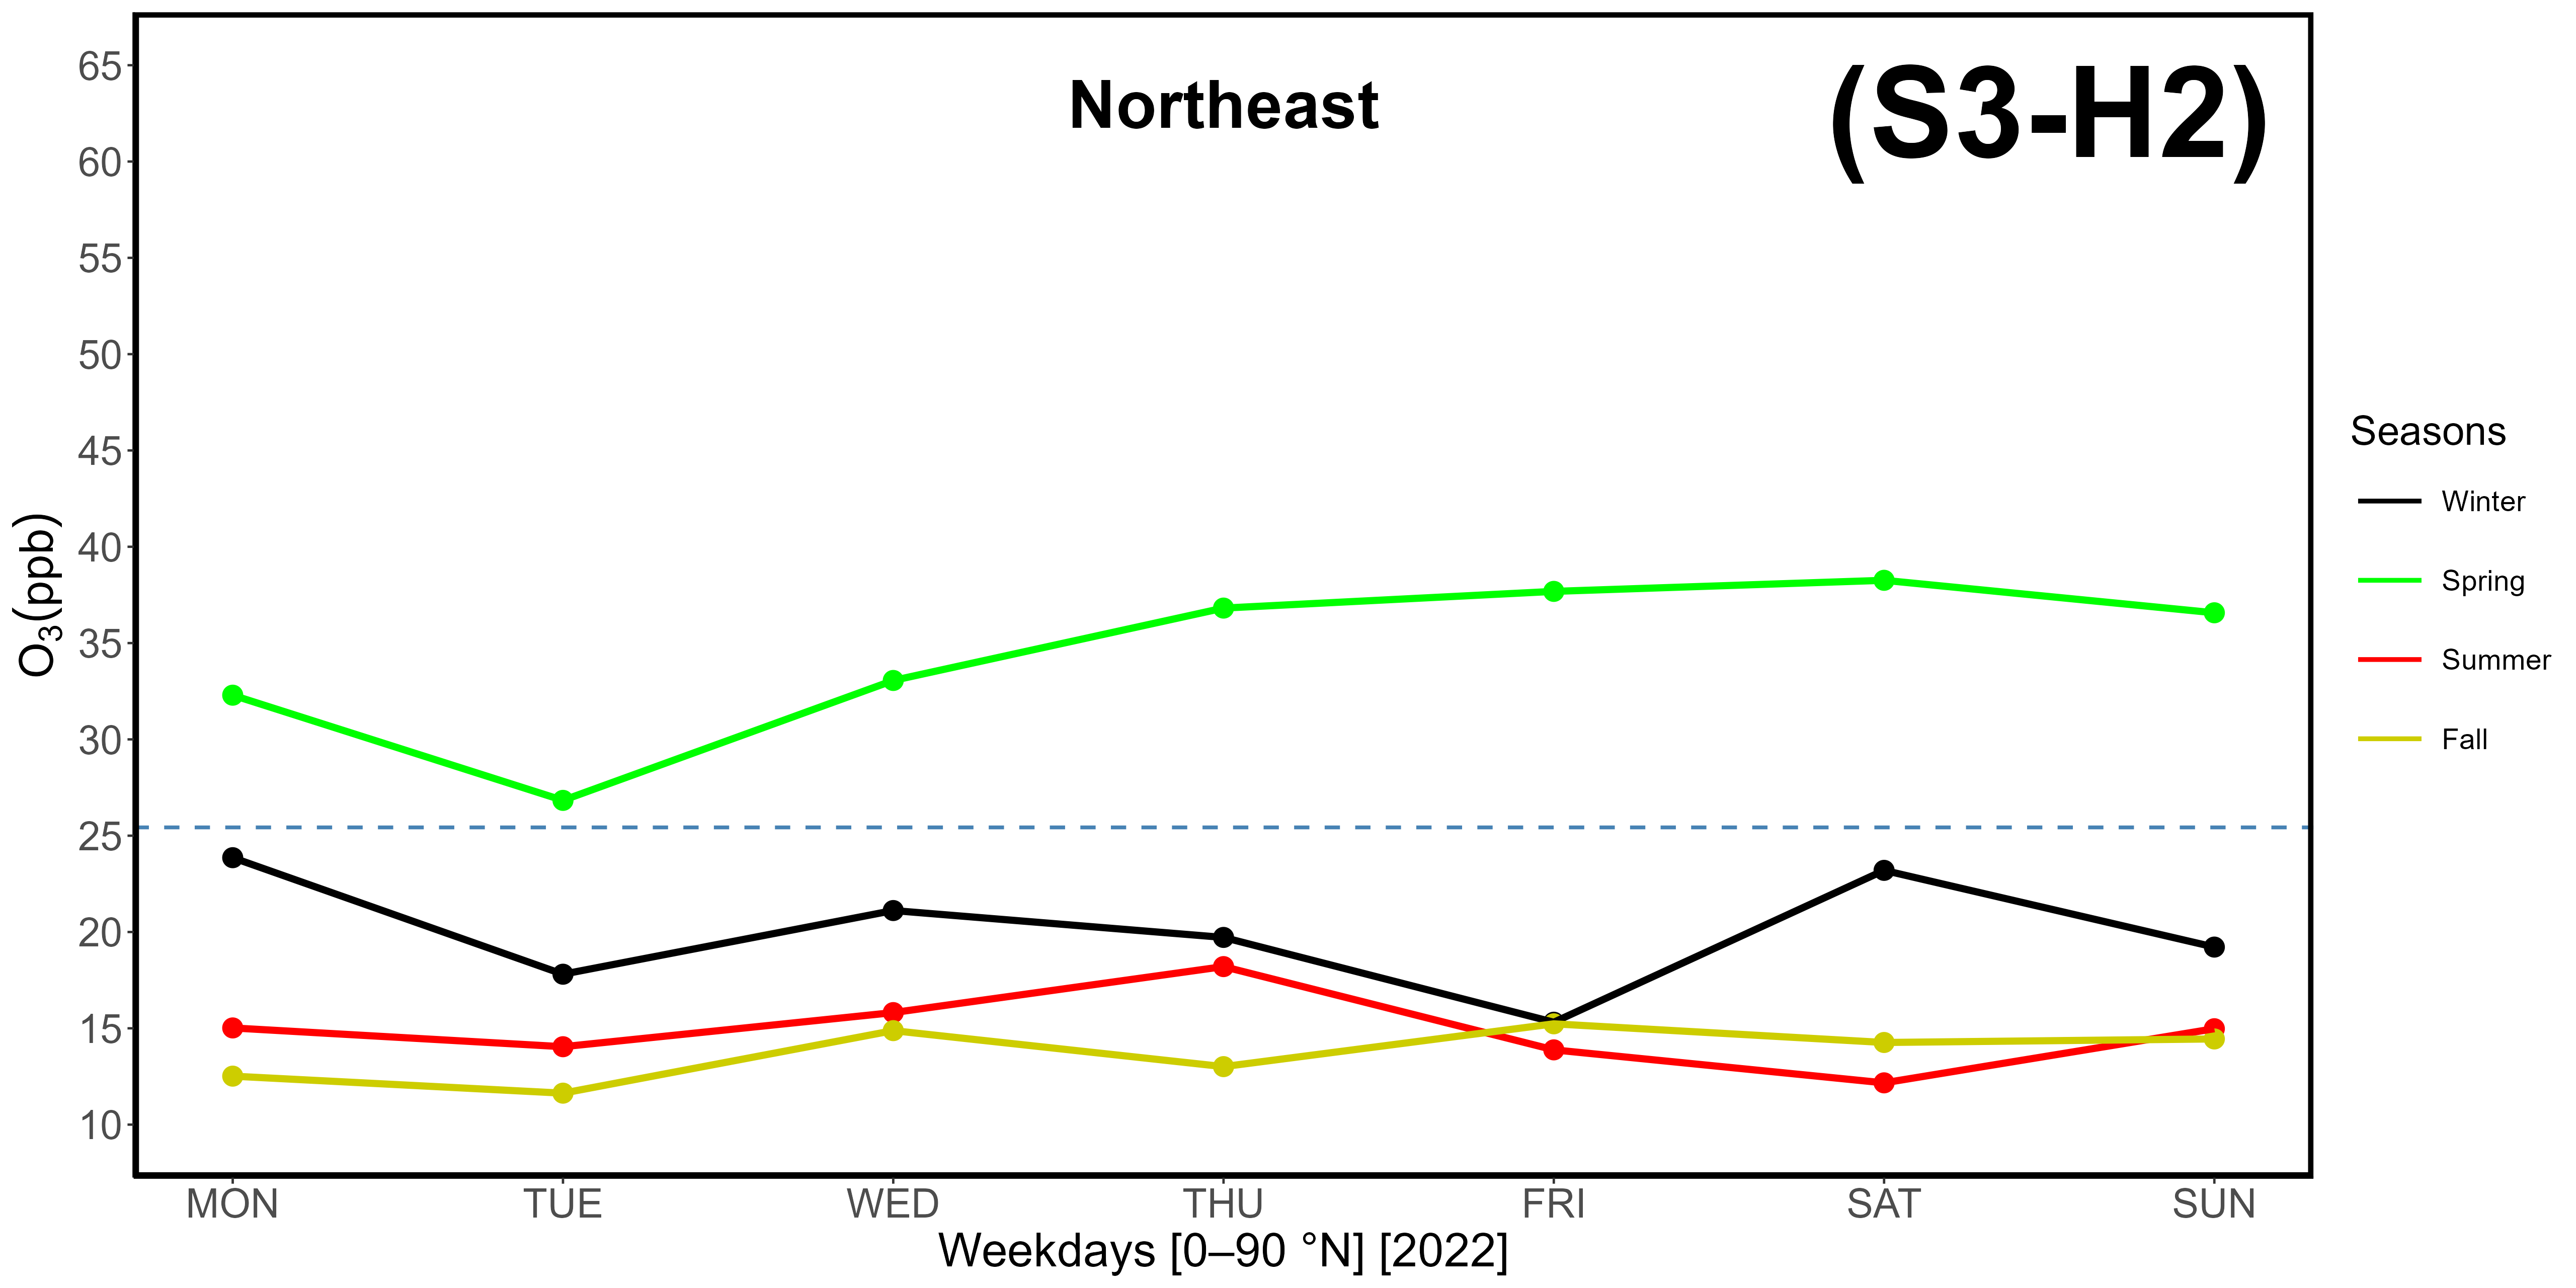 Northeast
(S3-H2)
65
60
55
50
45
40
35
30
25
20
15
10
O₃(ppb)
MON TUE WED THU FRI SAT SUN
Weekdays [0–90 °N] [2022]
Seasons
Winter
Spring
Summer
Fall